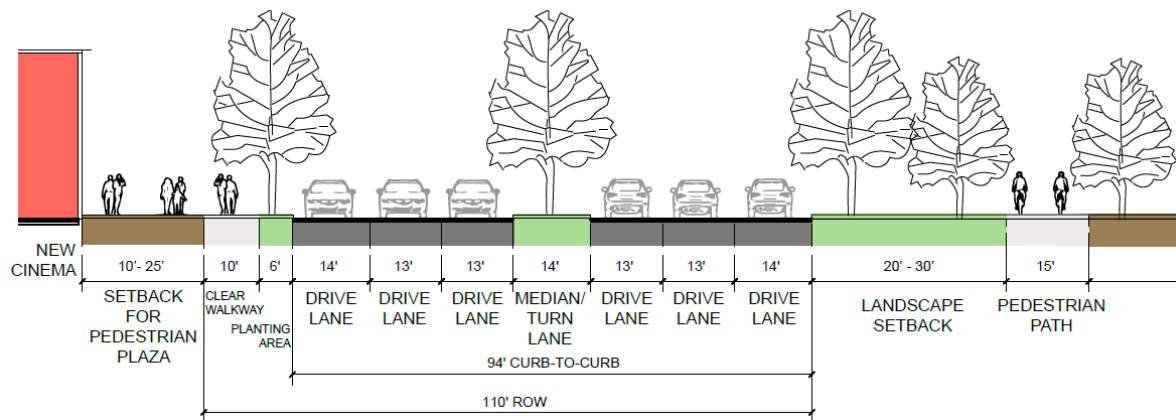 NEW
CINEMA
10'- 25'
10'
6'
14'
13'
13'
14'
13'
13'
14'
20' - 30'
15'
SETBACK
FOR
PEDESTRIAN
PLAZA
CLEAR
WALKWAY
PLANTING
AREA
DRIVE
LANE
DRIVE
LANE
DRIVE
LANE
MEDIAN/
TURN
LANE
DRIVE
LANE
DRIVE
LANE
DRIVE
LANE
LANDSCAPE
SETBACK
PEDESTRIAN
PATH
94' CURB-TO-CURB
110' ROW